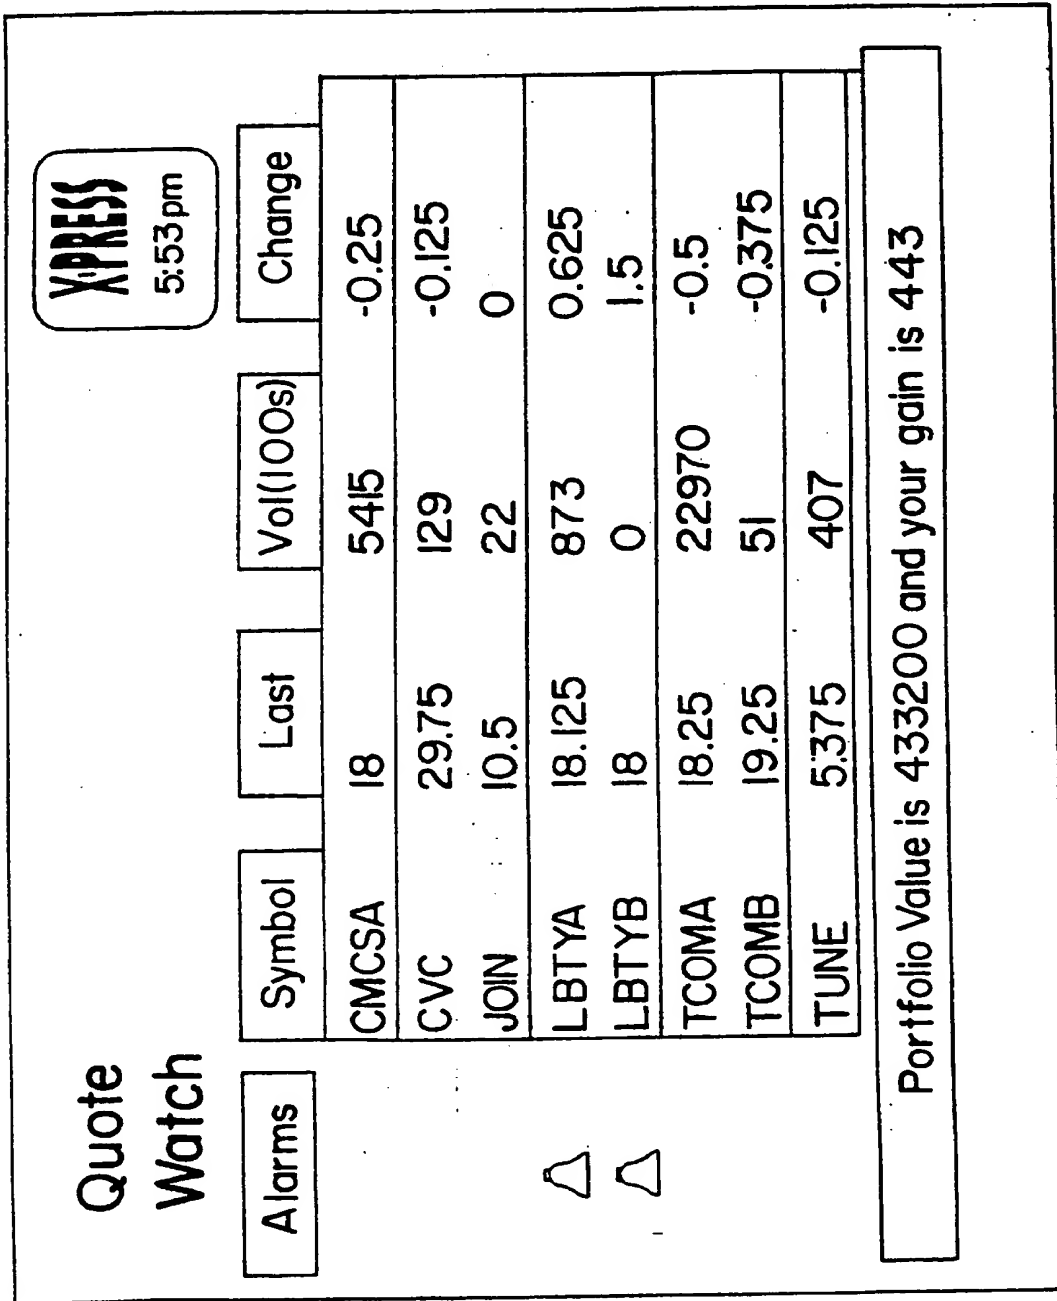 Quote
Watch
X·PRESS
5:53pm
Alarms Symbol Last Vol(100s) Change
CMCSA 18 5415 -0.25
CVC 29.75 129 -0.125
JOIN 10.5 22 0
LBTYA 18.125 873 0.625
LBTYB 18 0 1.5
TCOMA 18.25 22970 -0.5
TCOMB 19.25 51 -0.375
TUNE 5.375 407 -0.125
Portfolio Value is 433200 and your gain is 443